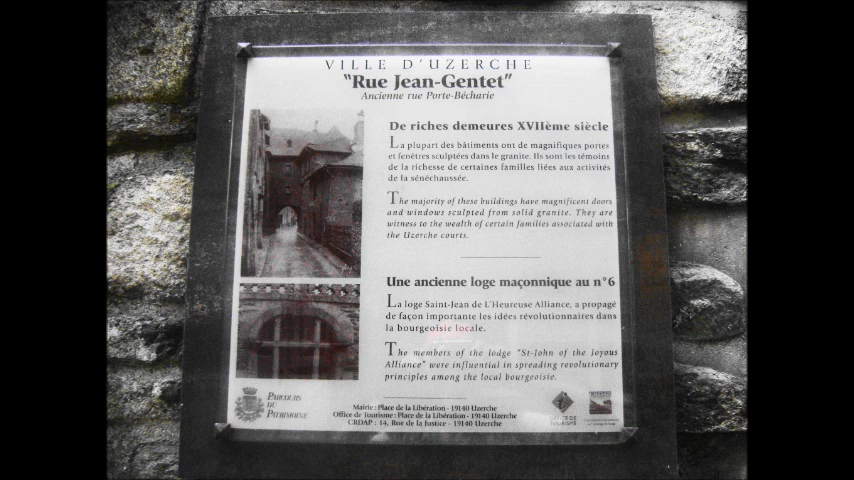 VILLE D'UZERCHE
"Rue Jean-Gentet"
Ancienne rue Porte-Bécharie
De riches demeures XVIIème siècle
La plupart des bâtiments ont de magnifiques portes
et fenêtres sculptées dans le granite. Ils sont les témoins
de la richesse de certaines familles liées aux activités
de la sénéchaussée.
The majority of these buildings have magnificent doors
and windows sculpted from solid granite. They are
witness to the wealth of certain families associated with
the Uzerche courts.
Une ancienne loge maçonnique au n°6
La loge Saint-Jean de L'Heureuse Alliance, a propagé
de façon importante les idées révolutionnaires dans
la bourgeoisie locale.
The members of the lodge "St-John of the Joyous
Alliance" were influential in spreading revolutionary
principles among the local bourgeoisie.
PARCOURS
DU
PATRIMOINE
Mairie : Place de la Libération - 19140 Uzerche
Office de Tourisme : Place de la Libération - 19140 Uzerche
CRDAP : 14, Rue de la Justice - 19140 Uzerche
TOURISME